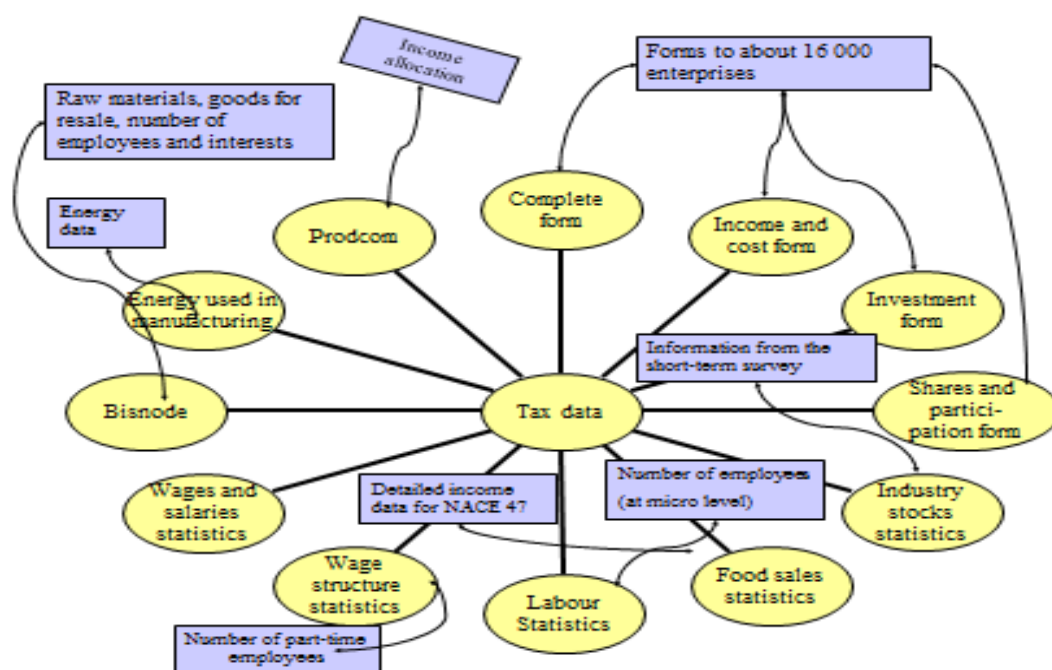 Income
allocation
Forms to about 16 000
enterprises
Raw materials, goods for
resale, number of
employees and interests
Energy
data
Prodcom
Complete
form
Income and
cost form
Energy used in
manufacturing
Investment
form
Information from the
short-term survey
Bisnode
Tax data
Shares and
partici-
pation form
Wages and
salaries
statistics
Detailed income
data for NACE 47
Number of employees
(at micro level)
Industry
stocks
statistics
Wage
structure
statistics
Labour
Statistics
Food sales
statistics
Number of part-time
employees